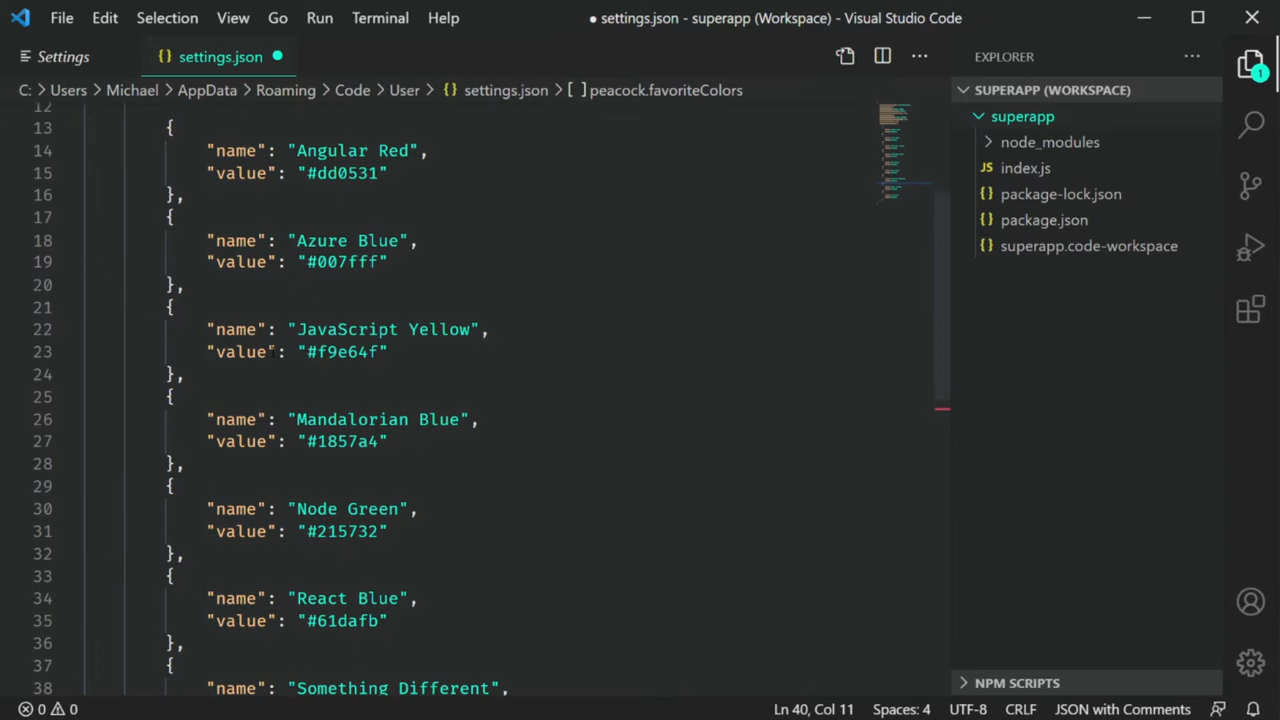 File Edit Selection View Go Run Terminal Help ● settings.json - superapp (Workspace) - Visual Studio Code
Settings {} settings.json ● EXPLORER ···
C: > Users > Michael > AppData > Roaming > Code > User > {} settings.json > [ ] peacock.favoriteColors
12
13 {
14 "name": "Angular Red",
15 "value": "#dd0531"
16 },
17 {
18 "name": "Azure Blue",
19 "value": "#007fff"
20 },
21 {
22 "name": "JavaScript Yellow",
23 "value": "#f9e64f"
24 },
25 {
26 "name": "Mandalorian Blue",
27 "value": "#1857a4"
28 },
29 {
30 "name": "Node Green",
31 "value": "#215732"
32 },
33 {
34 "name": "React Blue",
35 "value": "#61dafb"
36 },
37 {
38 "name": "Something Different",
SUPERAPP (WORKSPACE)
superapp
node_modules
JS index.js
{} package-lock.json
{} package.json
{} superapp.code-workspace
NPM SCRIPTS
1
0 0 Ln 40, Col 11 Spaces: 4 UTF-8 CRLF JSON with Comments